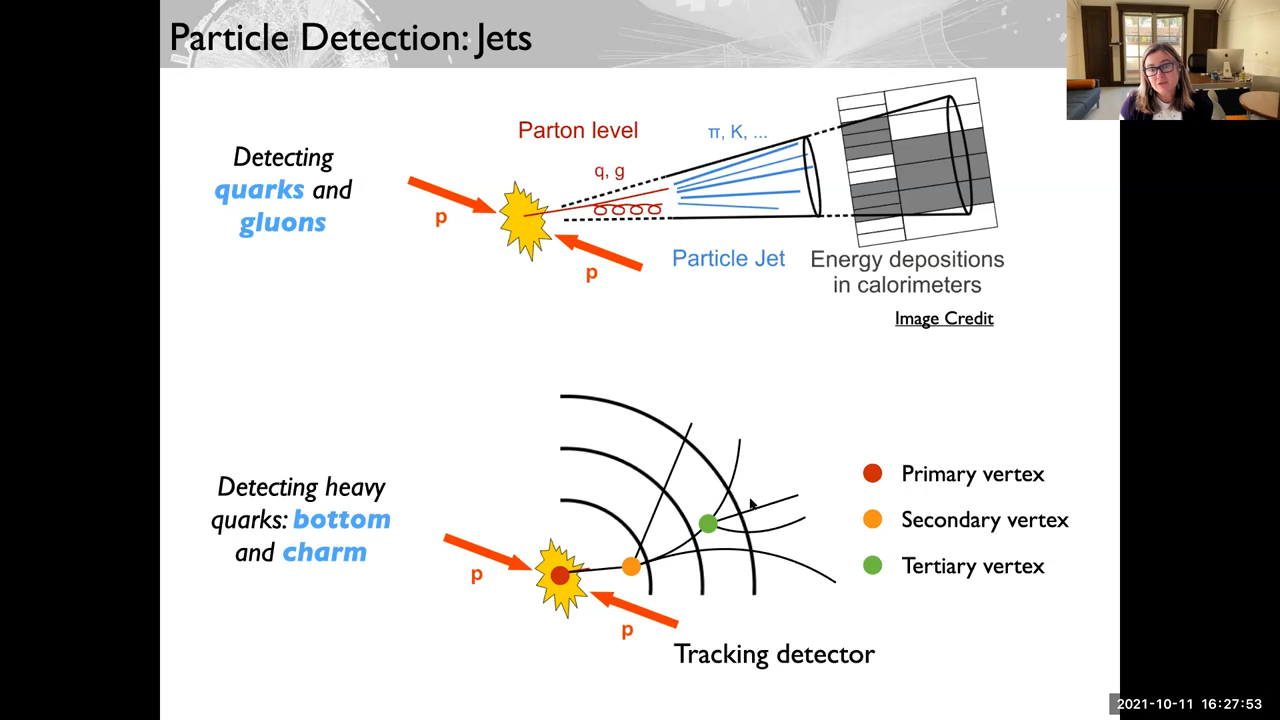 Particle Detection: Jets
Detecting
quarks and
gluons
Parton level
π, K, ...
q, g
p
p
Particle Jet
Energy depositions
in calorimeters
Image Credit
Detecting heavy
quarks: bottom
and charm
p
p
Primary vertex
Secondary vertex
Tertiary vertex
Tracking detector
2021-10-11 16:27:53